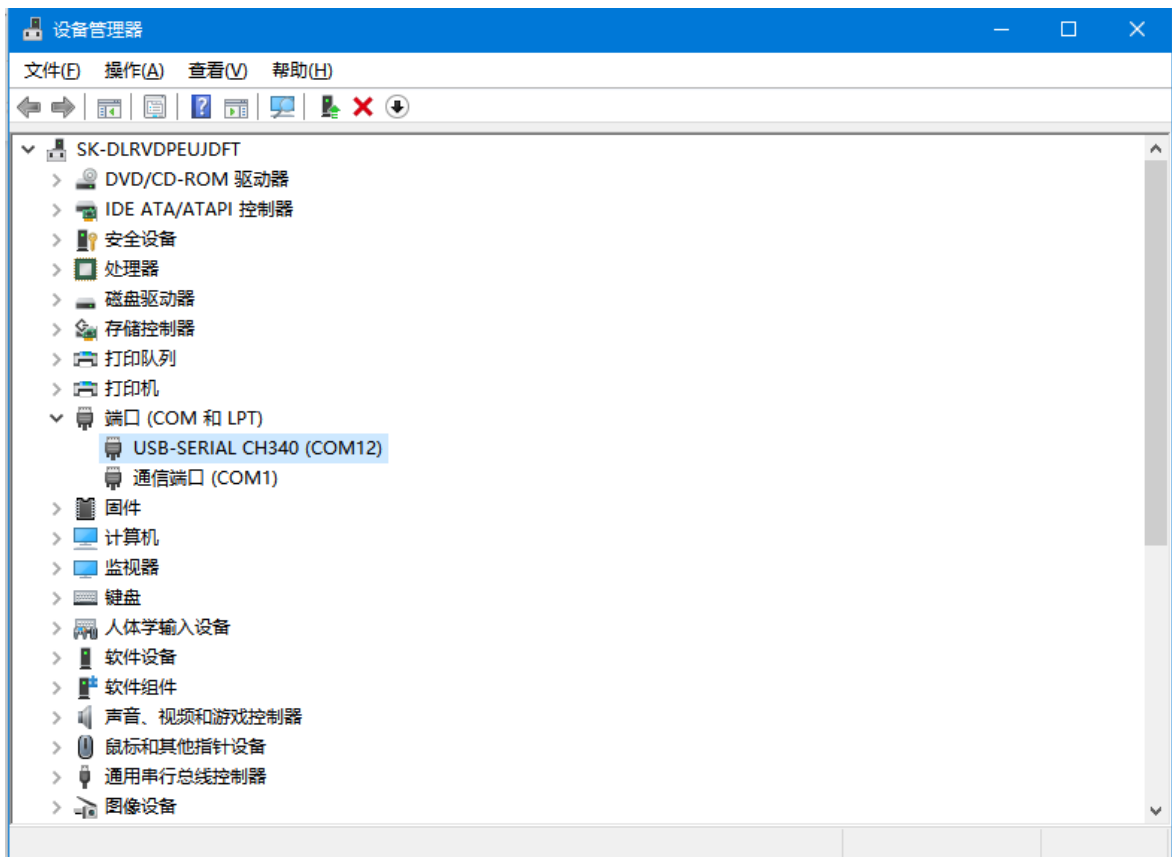 设备管理器
文件(F) 操作(A) 查看(V) 帮助(H)
SK-DLRVDPEUJDFT
DVD/CD-ROM 驱动器
IDE ATA/ATAPI 控制器
安全设备
处理器
磁盘驱动器
存储控制器
打印队列
打印机
端口 (COM 和 LPT)
USB-SERIAL CH340 (COM12)
通信端口 (COM1)
固件
计算机
监视器
键盘
人体学输入设备
软件设备
软件组件
声音、视频和游戏控制器
鼠标和其他指针设备
通用串行总线控制器
图像设备